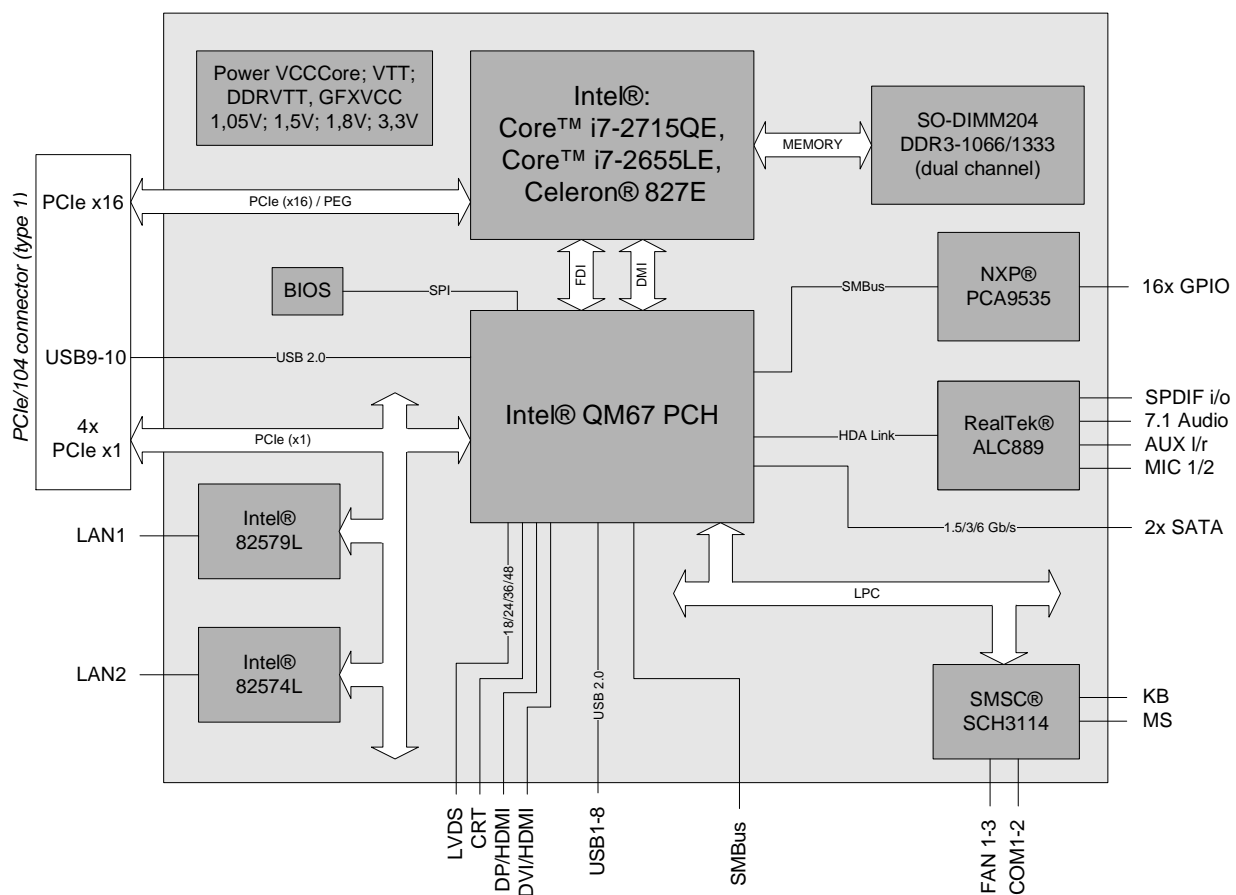 Power VCCCore; VTT;
DDRVTT, GFXVCC
1,05V; 1,5V; 1,8V; 3,3V
Intel®:
Core™ i7-2715QE,
Core™ i7-2655LE,
Celeron® 827E
MEMORY
SO-DIMM204
DDR3-1066/1333
(dual channel)
PCIe/104 connector (type 1)
PCIe x16
PCIe (x16) / PEG
FDI
DMI
BIOS
SPI
SMBus
NXP®
PCA9535
16x GPIO
USB9-10
USB 2.0
Intel® QM67 PCH
4x
PCIe x1
PCIe (x1)
HDA Link
RealTek®
ALC889
SPDIF i/o
7.1 Audio
AUX l/r
MIC 1/2
LAN1
Intel®
82579L
1.5/3/6 Gb/s
2x SATA
18/24/36/48
LPC
LAN2
Intel®
82574L
USB 2.0
SMSC®
SCH3114
KB
MS
LVDS
CRT
DP/HDMI
DVI/HDMI
USB1-8
SMBus
FAN 1-3
COM1-2